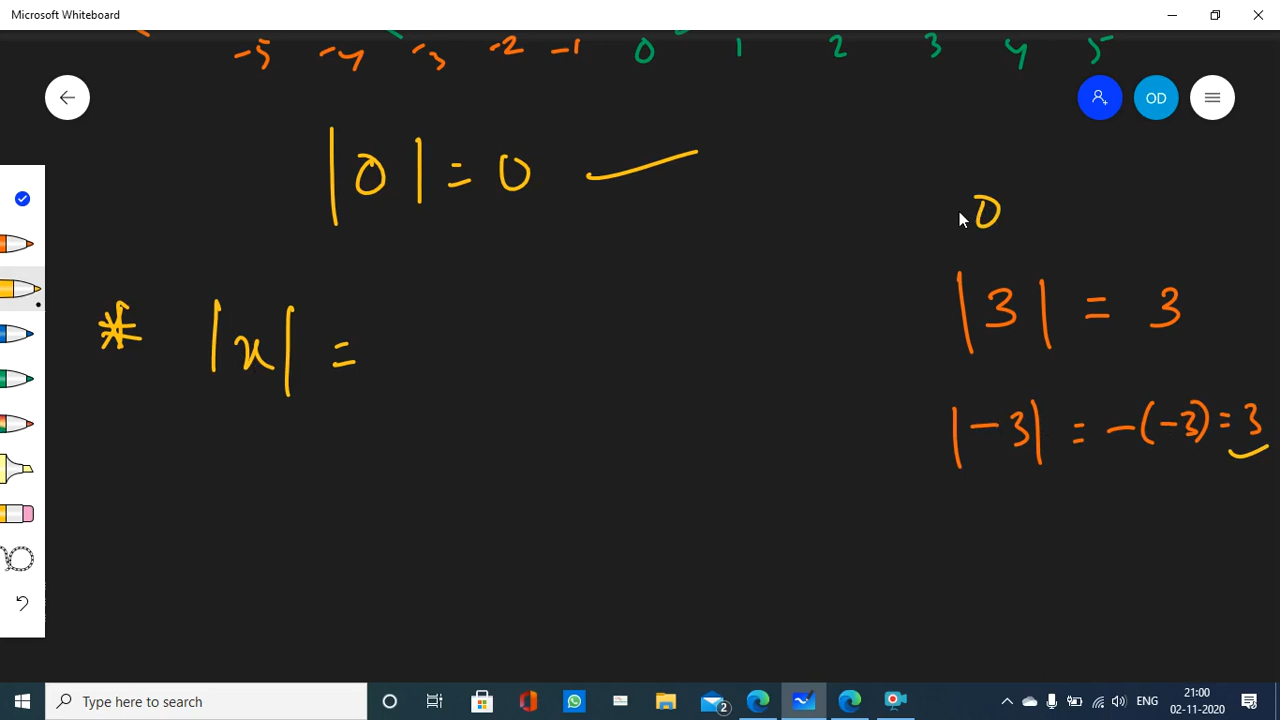 Microsoft Whiteboard
-5 -4 -3 -2 -1 0 1 2 3 4 5
OD
|0| = 0
0
|3| = 3
* |x| =
|-3| = -(-3) = 3
Type here to search
2
ENG
21:00
02-11-2020